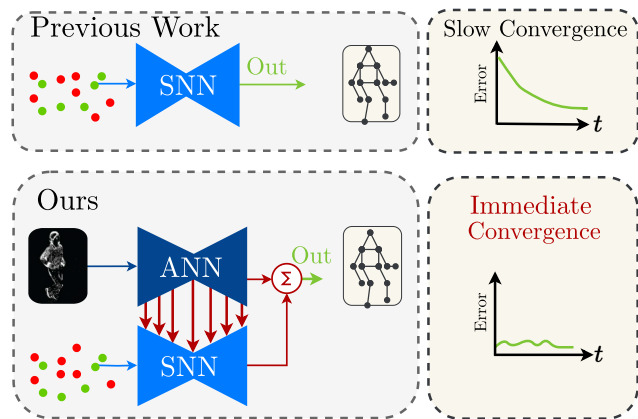 Previous Work
SNN
Out
Slow Convergence
Error
t
Ours
ANN
SNN
Σ
Out
Immediate
Convergence
Error
t